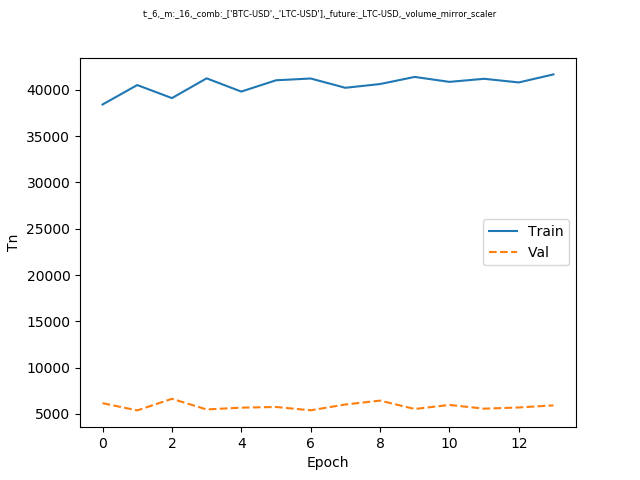 t:_6,_m:_16,_comb:_['BTC-USD',_'LTC-USD'],_future:_LTC-USD,_volume_mirror_scaler
40000
35000
30000
25000
20000
15000
10000
5000
Tn
Train
Val
0 2 4 6 8 10 12
Epoch